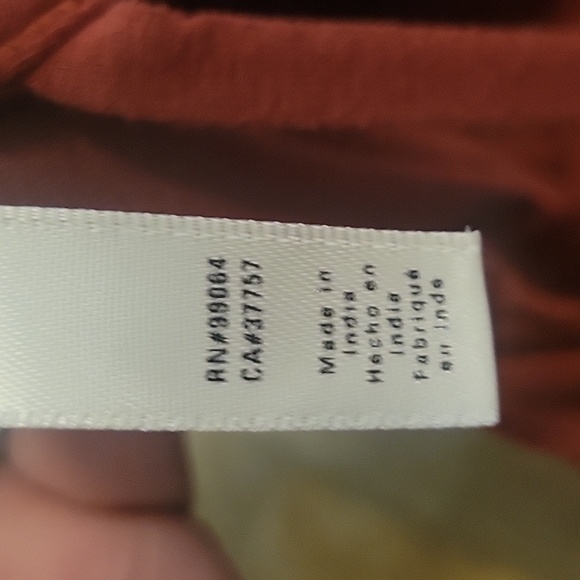 RN#99064
CA#37757
Made in
India
Hecho en
India
Fabriqué
en Inde